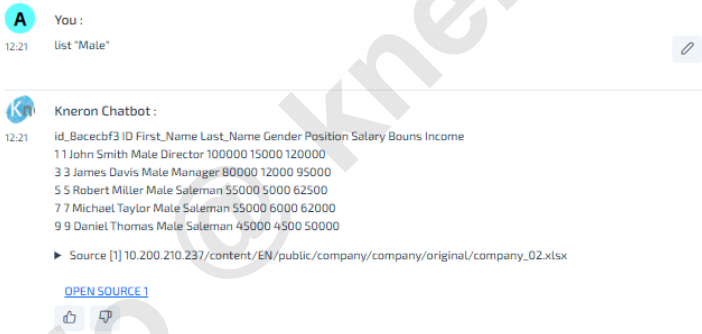 A
You :
12:21
list "Male"
Kn
Kneron Chatbot :
12:21
id_Bacecbf3 ID First_Name Last_Name Gender Position Salary Bouns Income
1 1 John Smith Male Director 100000 15000 120000
3 3 James Davis Male Manager 80000 12000 95000
5 5 Robert Miller Male Saleman 55000 5000 62500
7 7 Michael Taylor Male Saleman 55000 6000 62000
9 9 Daniel Thomas Male Saleman 45000 4500 50000
Source [1] 10.200.210.237/content/EN/public/company/company/original/company_02.xlsx
OPEN SOURCE 1
@ kne